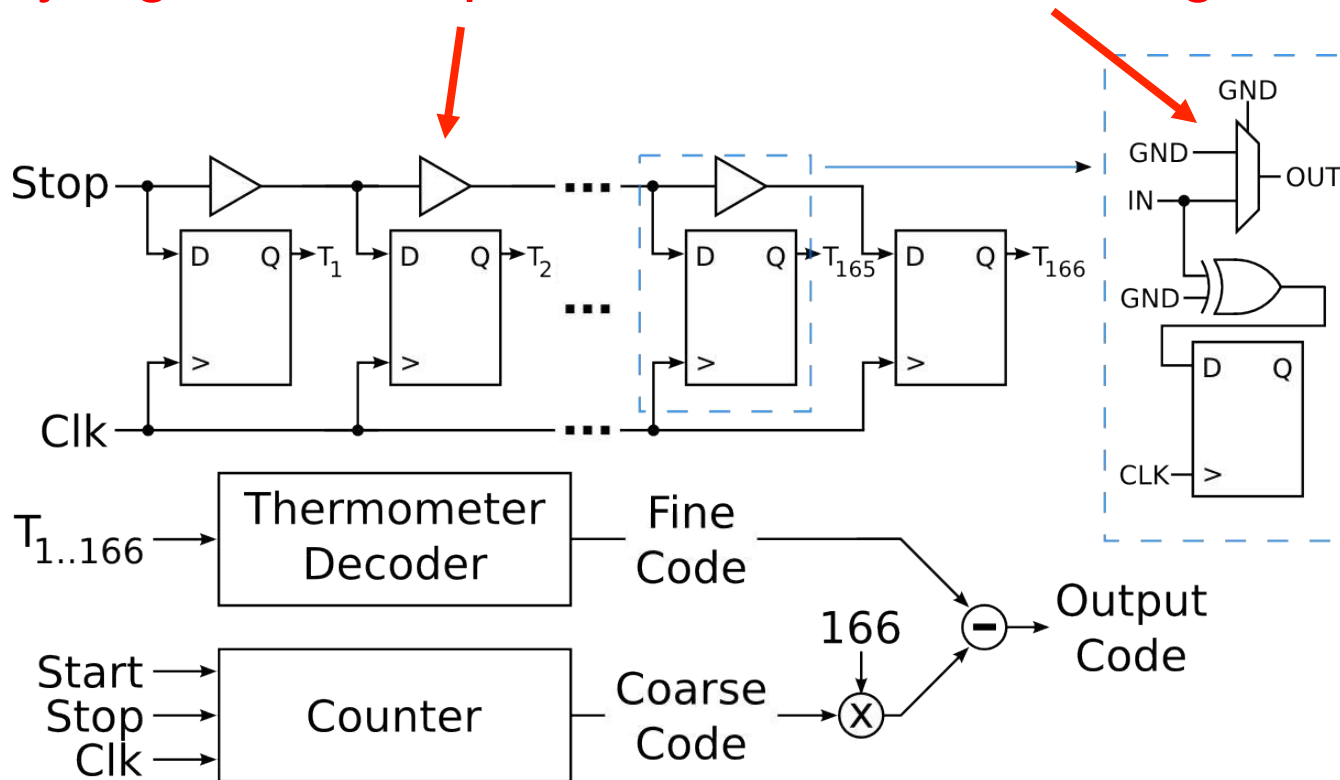 GND
GND
OUT
IN
GND
D Q
CLK
>
Stop
D Q T1
D Q T2
...
D Q T165
D Q T166
...
> > > >
Clk
...
T1..166
Thermometer
Decoder
Fine
Code
166
−
Output
Code
Start
Stop
Clk
Counter
Coarse
Code
X